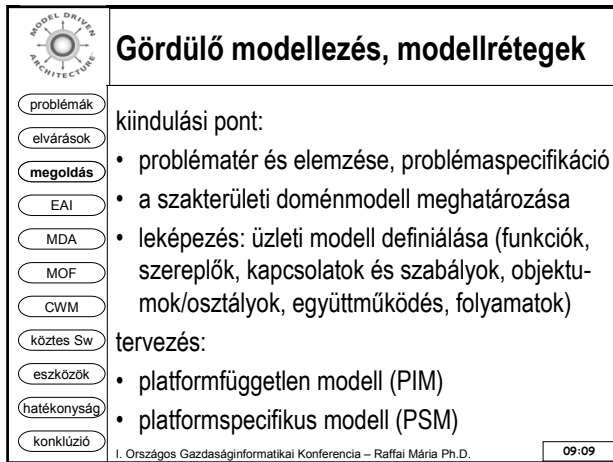 MODEL DRIVEN
ARCHITECTURE
Gördülő modellezés, modellrétegek
problémák
elvárások
megoldás
EAI
MDA
MOF
CWM
köztes Sw
eszközök
hatékonyság
konklúzió
kiindulási pont:
• problématér és elemzése, problémaspecifikáció
• a szakterületi doménmodell meghatározása
• leképezés: üzleti modell definiálása (funkciók,
szereplők, kapcsolatok és szabályok, objektu-
mok/osztályok, együttműködés, folyamatok)
tervezés:
• platformfüggetlen modell (PIM)
• platformspecifikus modell (PSM)
I. Országos Gazdaságinformatikai Konferencia – Raffai Mária Ph.D.
09:09